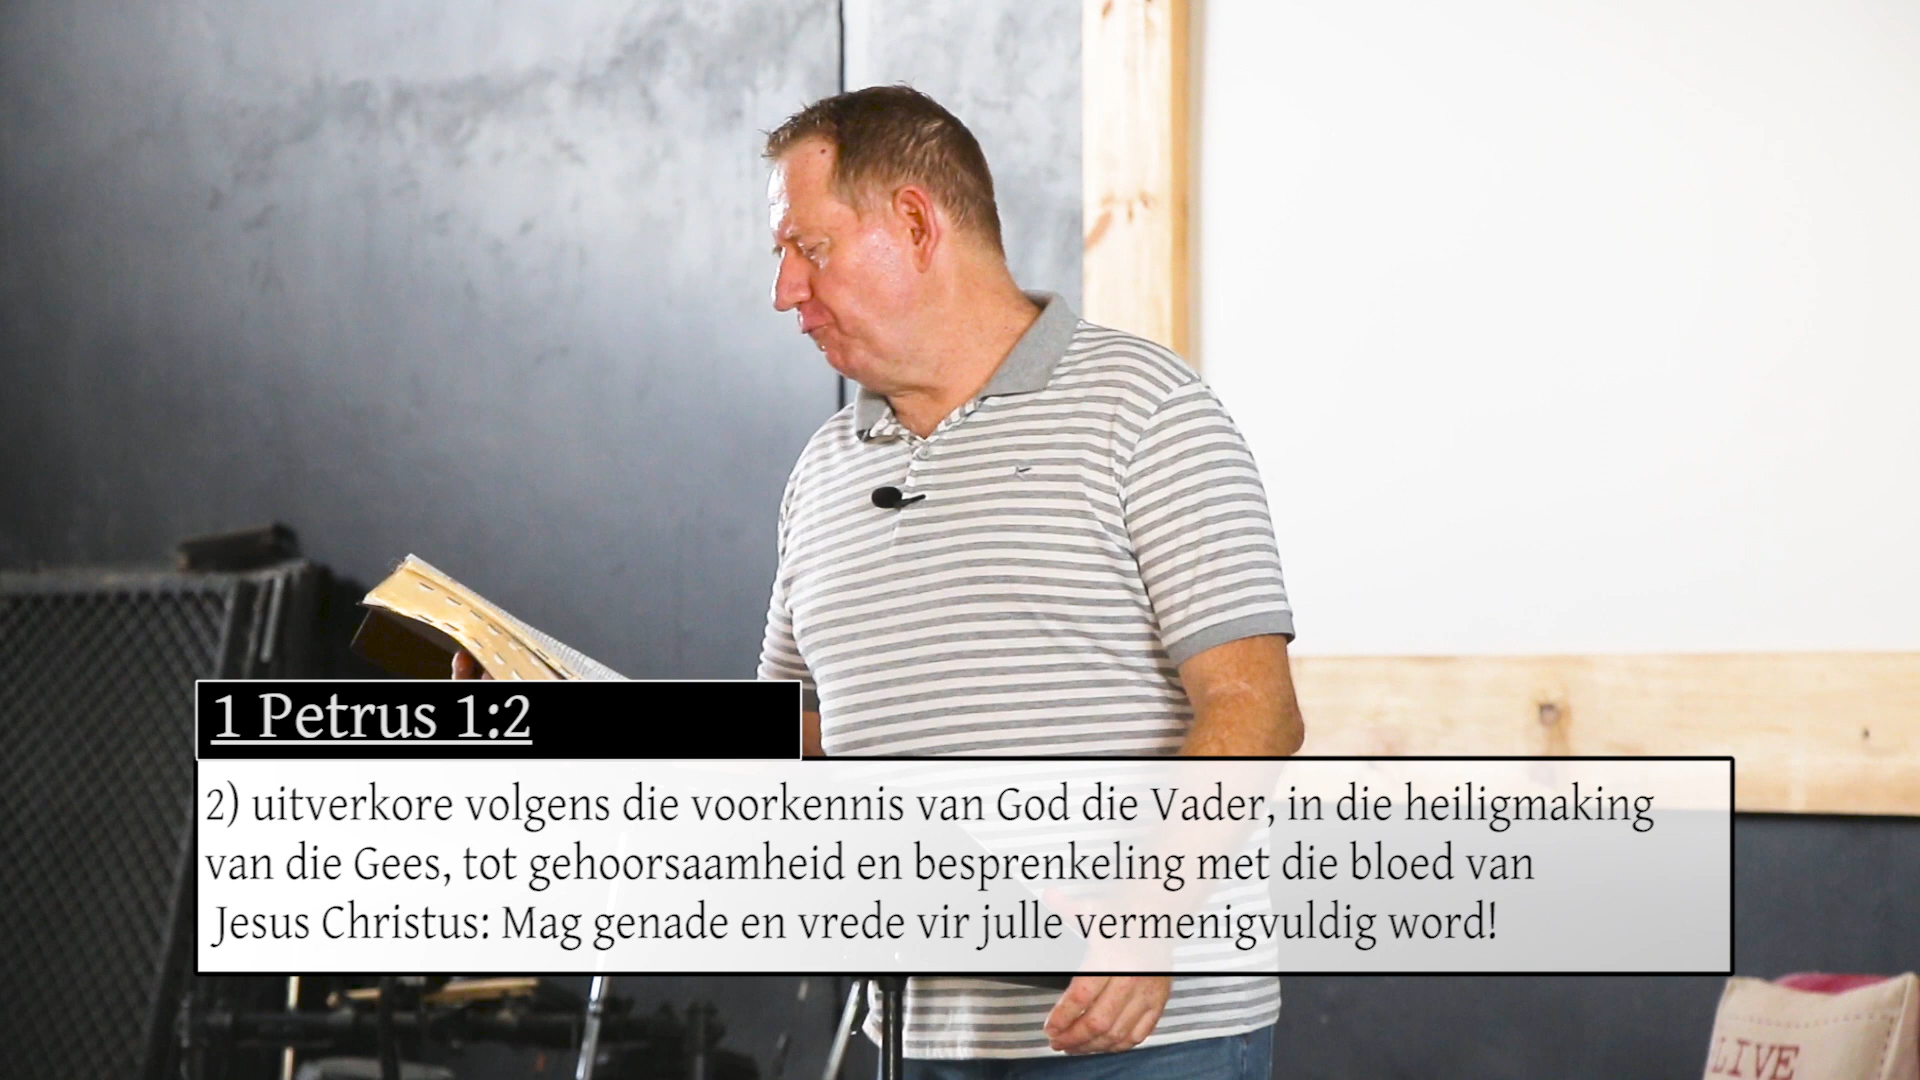 1 Petrus 1:2
2) uitverkore volgens die voorkennis van God die Vader, in die heiligmaking
van die Gees, tot gehoorsaamheid en besprenkeling met die bloed van
Jesus Christus: Mag genade en vrede vir julle vermenigvuldig word!
LIVE